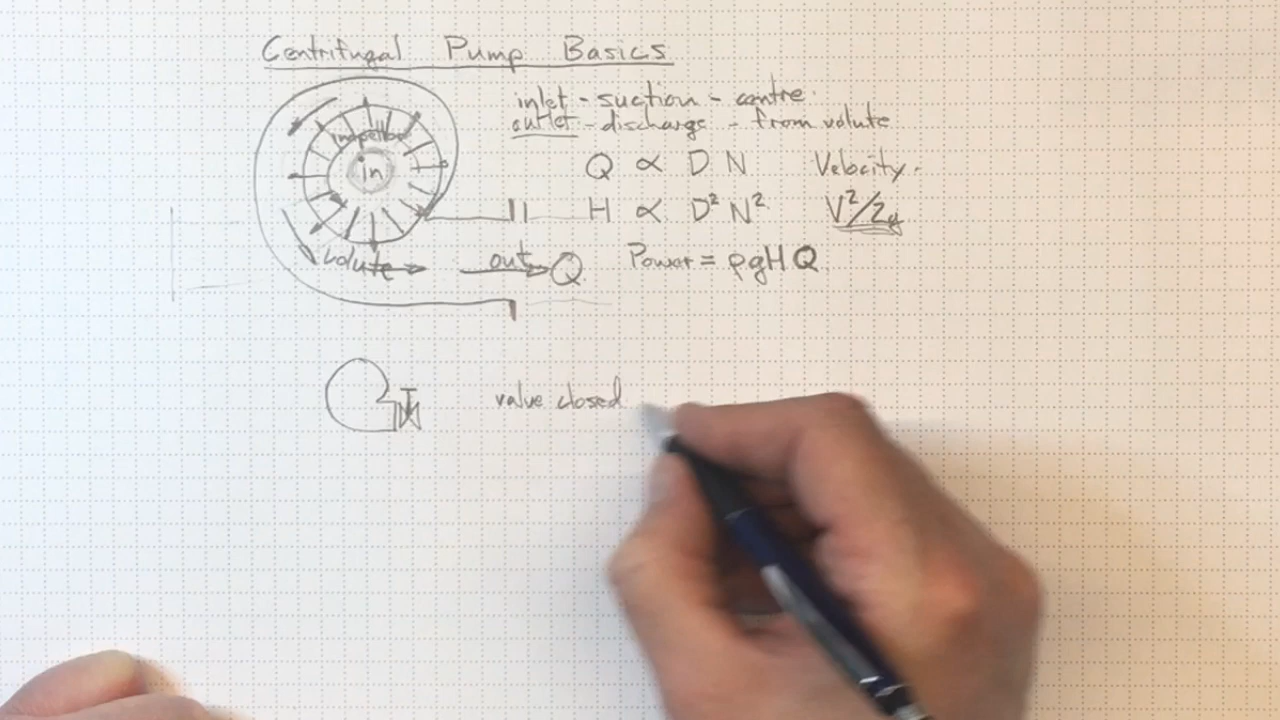 Centrifugal Pump Basics
inlet - suction - centre.
outlet - discharge - from volute
Impeller
in
Q ∝ D N Velocity.
H ∝ D² N² V²/2g
volute out Q Power = ρgHQ
value closed